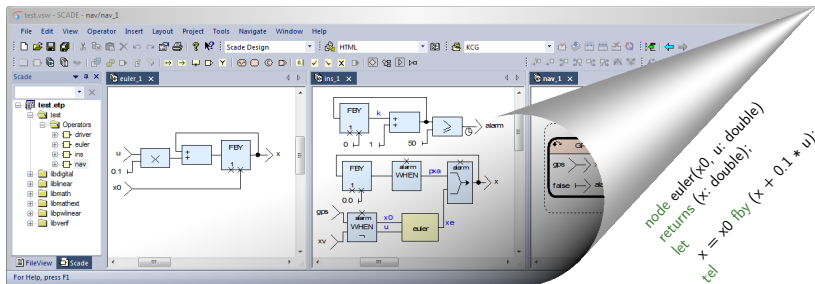 test.vsw - SCADE - nav/nav_1
File Edit View Operator Insert Layout Project Tools Navigate Window Help
Scade Design HTML KCG
Scade
euler_1
ins_1
nav_1
test.etp
test
Operators
driver
euler
ins
nav
libdigital
liblinear
libmath
libmathext
libpwlinear
libverif
FileView Scade
For Help, press F1
u
0.1
x0
FBY
1
x
FBY
1
0
k
1
50
alarm
FBY
1
0.0
alarm
WHEN
pxa
alarm
x
gps
xv
alarm
WHEN
x0
u
euler
xe
gps
false
node euler(x0, u: double)
returns (x: double);
let
x = x0 fby (x + 0.1 * u);
tel